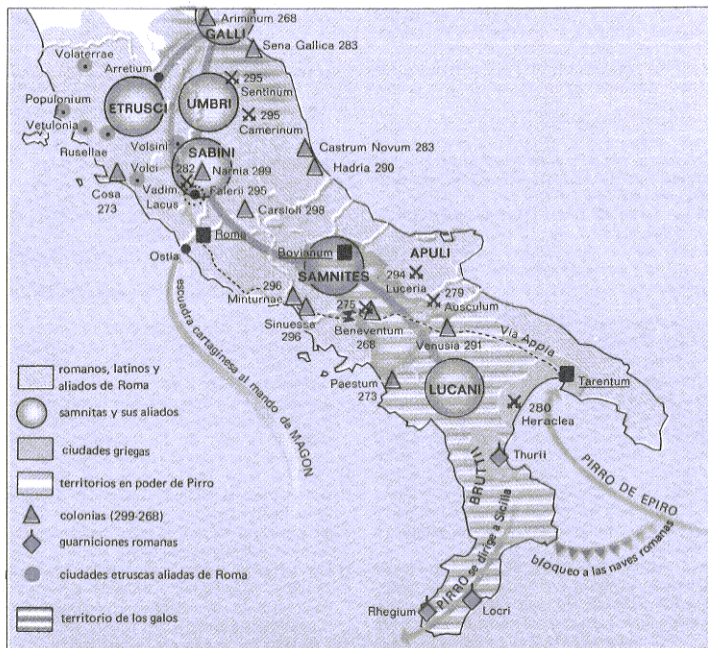 Ariminum 268
GALLI
Sena Gallica 283
Volaterrae
Arretium
295
Sentinum
ETRUSCI
UMBRI
Populonium
295
Camerinum
Vetulonia
Rusellae
Volsini
Castrum Novum 283
SABINI
Hadria 290
Volci
282
Narnia 299
Cosa
273
Vadim.
Lacus
Falerii 295
Carsioli 298
Roma
Ostia
Bovianum
APULI
SAMNITES
294
Luceria
279
Ausculum
296
Minturnae
275
Sinuessa
296
Beneventum
268
Venusia 291
Via Appia
escuadra cartaginesa al mando de MAGON
Paestum
273
LUCANI
Tarentum
280
Heraclea
Thurii
BRUTTII
PIRRO DE EPIRO
PIRRO se dirige a Sicilia
bloqueo a las naves romanas
Rhegium
Locri
romanos, latinos y
aliados de Roma
samnitas y sus aliados
ciudades griegas
territorios en poder de Pirro
colonias (299-268)
guarniciones romanas
ciudades etruscas aliadas de Roma
territorio de los galos